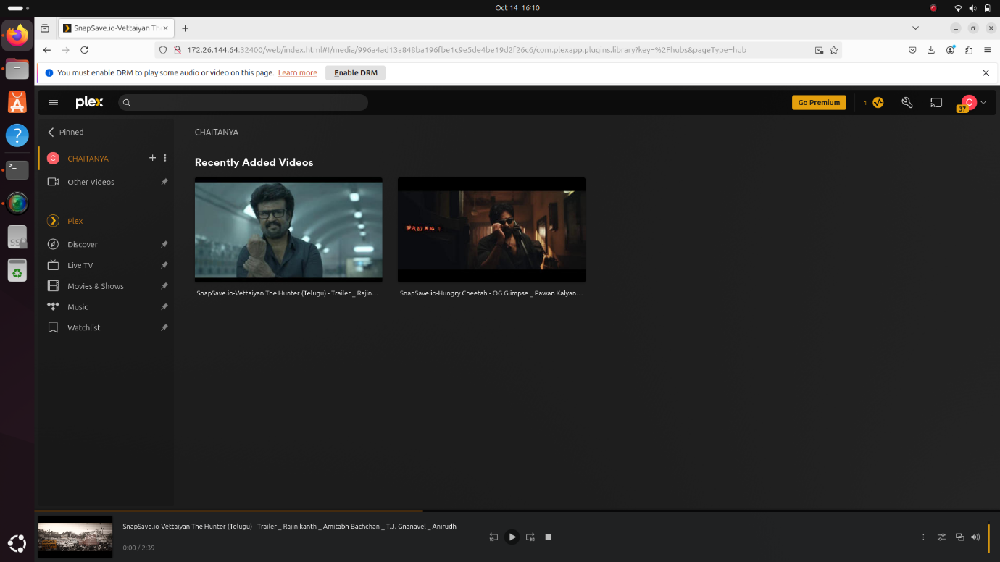 Oct 14 16:10
SnapSave.io-Vettaiyan Th
172.26.144.64:32400/web/index.html#!/media/996a4ad13a848ba196fbe1c9e5de4be19d2f26c6/com.plexapp.plugins.library?key=%2Fhubs&pageType=hub
You must enable DRM to play some audio or video on this page. Learn more Enable DRM
plex
Go Premium
1
C
37
Pinned
CHAITANYA
C
CHAITANYA
Other Videos
Plex
Discover
Live TV
Movies & Shows
Music
Watchlist
Recently Added Videos
SnapSave.io-Vettaiyan The Hunter (Telugu) - Trailer _ Rajin...
SnapSave.io-Hungry Cheetah - OG Glimpse _ Pawan Kalyan...
SnapSave.io-Vettaiyan The Hunter (Telugu) - Trailer _ Rajinikanth _ Amitabh Bachchan _ T.J. Gnanavel _ Anirudh
0:00 / 2:39
10
30